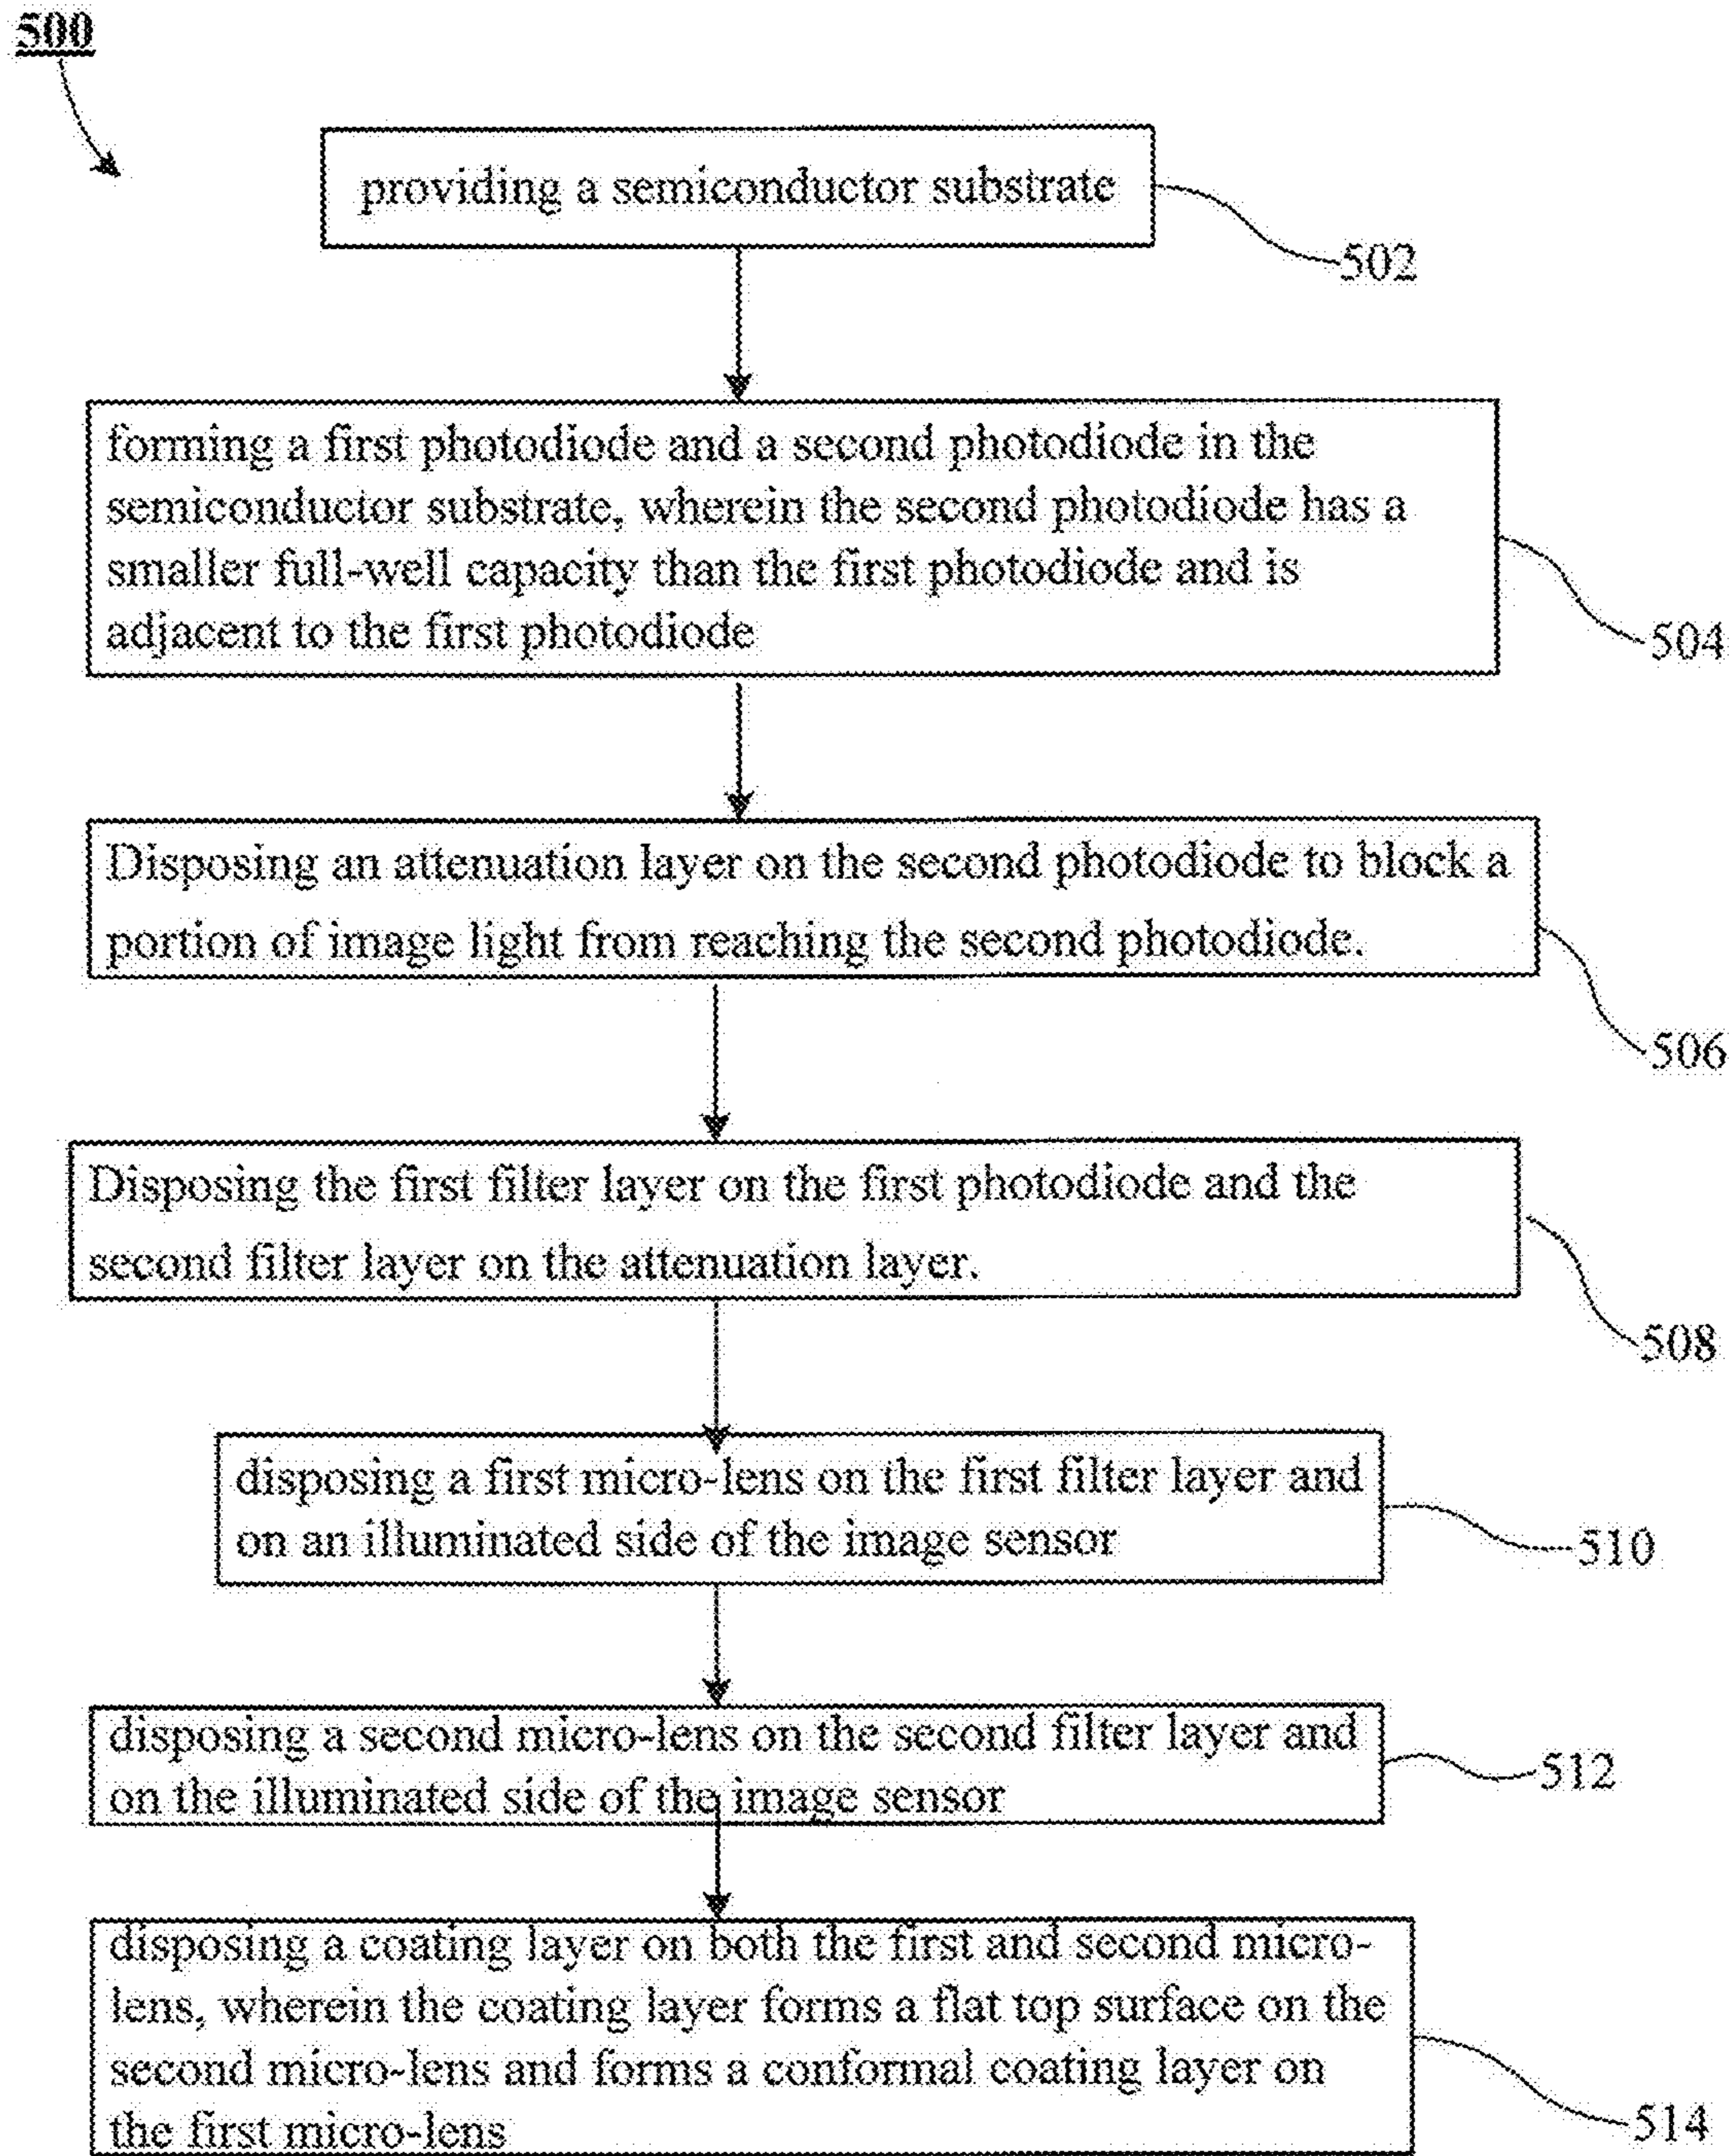 500
providing a semiconductor substrate
502
forming a first photodiode and a second photodiode in the
semiconductor substrate, wherein the second photodiode has a
smaller full-well capacity than the first photodiode and is
adjacent to the first photodiode
504
Disposing an attenuation layer on the second photodiode to block a
portion of image light from reaching the second photodiode.
506
Disposing the first filter layer on the first photodiode and the
second filter layer on the attenuation layer.
508
disposing a first micro-lens on the first filter layer and
on an illuminated side of the image sensor
510
disposing a second micro-lens on the second filter layer and
on the illuminated side of the image sensor
512
disposing a coating layer on both the first and second micro-
lens, wherein the coating layer forms a flat top surface on the
second micro-lens and forms a conformal coating layer on
the first micro-lens
514